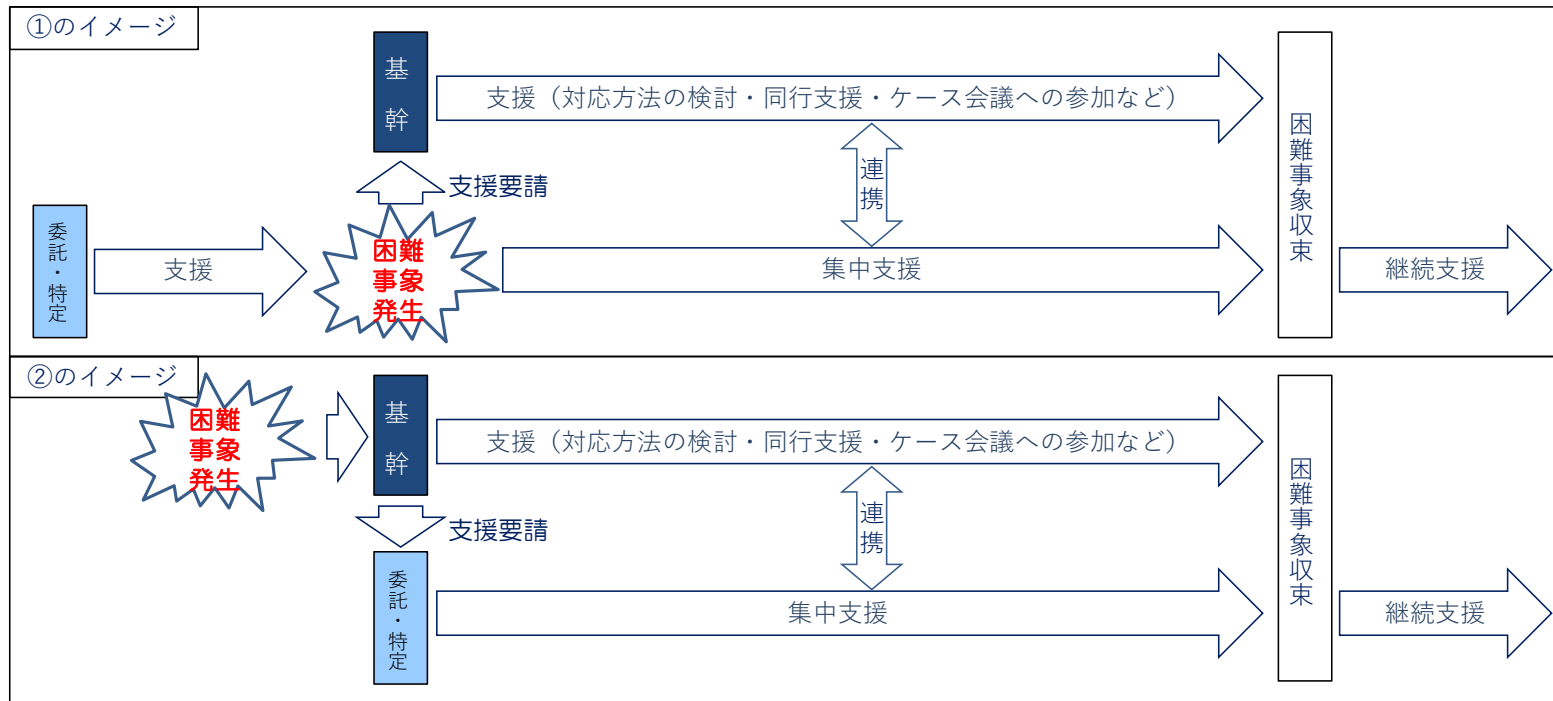 ①のイメージ
基幹
支援（対応方法の検討・同行支援・ケース会議への参加など）
困難事象収束
支援要請
連携
委託・特定
支援
困難
事象
発生
集中支援
継続支援
②のイメージ
困難
事象
発生
基幹
支援（対応方法の検討・同行支援・ケース会議への参加など）
困難事象収束
支援要請
連携
委託・特定
集中支援
継続支援